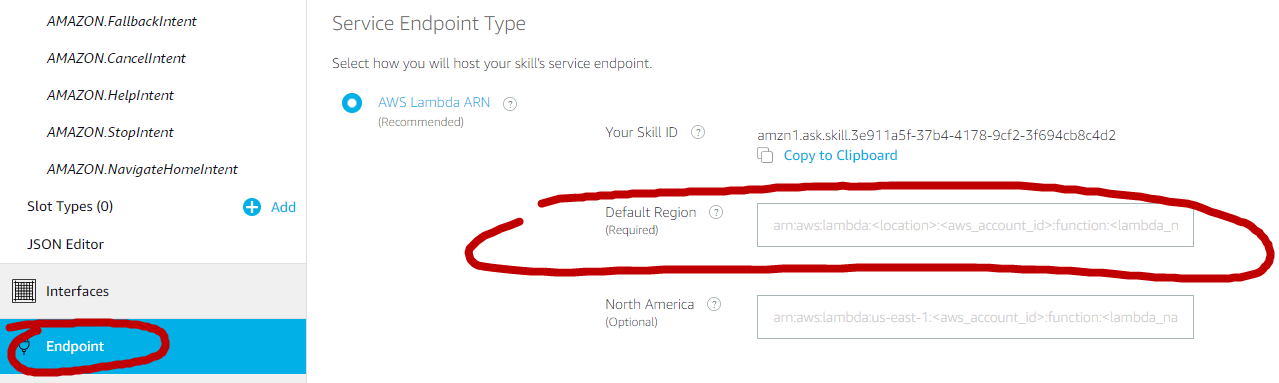 AMAZON.FallbackIntent
AMAZON.CancelIntent
AMAZON.HelpIntent
AMAZON.StopIntent
AMAZON.NavigateHomeIntent
Slot Types (0)
Add
JSON Editor
Interfaces
Endpoint
Service Endpoint Type
Select how you will host your skill's service endpoint.
AWS Lambda ARN ?
(Recommended)
Your Skill ID ?
amzn1.ask.skill.3e911a5f-37b4-4178-9cf2-3f694cb8c4d2
Copy to Clipboard
Default Region ?
(Required)
arn:aws:lambda:<location>:<aws_account_id>:function:<lambda_n
North America ?
(Optional)
arn:aws:lambda:us-east-1:<aws_account_id>:function:<lambda_na